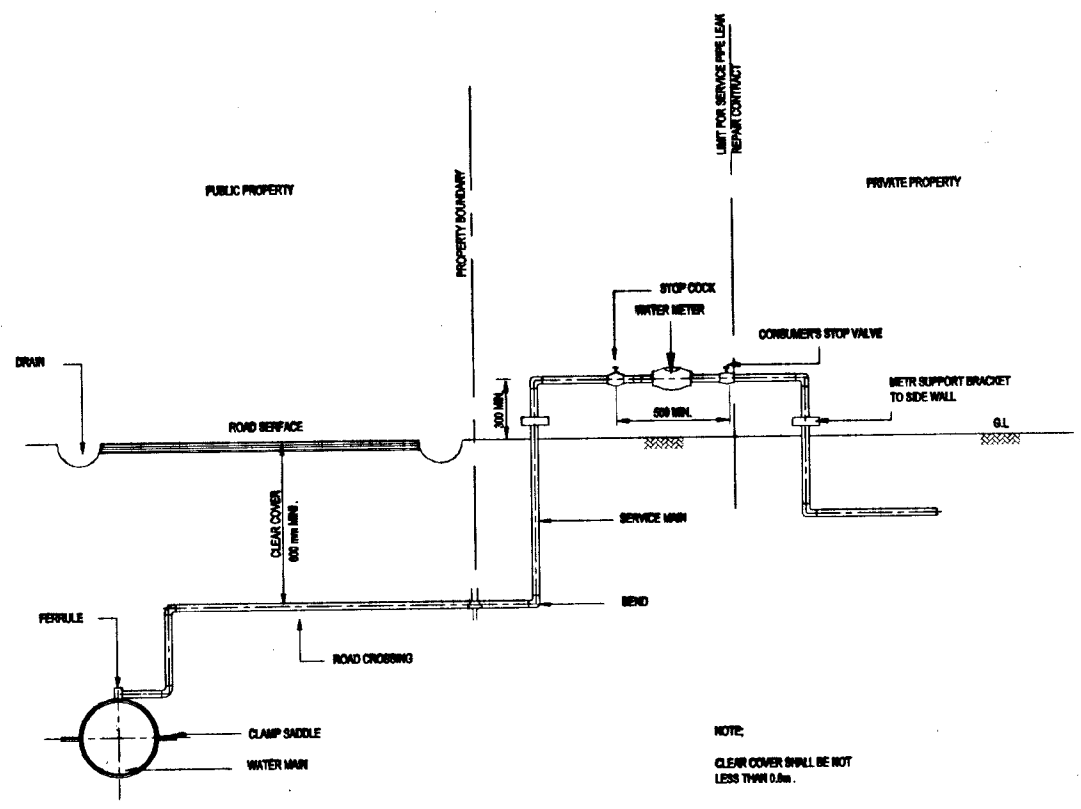 LIMIT FOR SERVICE PIPE LEAK
REPAIR CONTRACT
PUBLIC PROPERTY
PROPERTY BOUNDARY
PRIVATE PROPERTY
STOP COCK
WATER METER
CONSUMER'S STOP VALVE
DRAIN
METR SUPPORT BRACKET
TO SIDE WALL
300 MIN.
500 MIN.
ROAD SERFACE
G.L
CLEAR COVER
600 mm MINI .
SERVICE MAIN
BEND
FERRULE
ROAD CROSSING
CLAMP SADDLE
WATER MAIN
NOTE;
CLEAR COVER SHALL BE NOT
LESS THAN 0.6m .